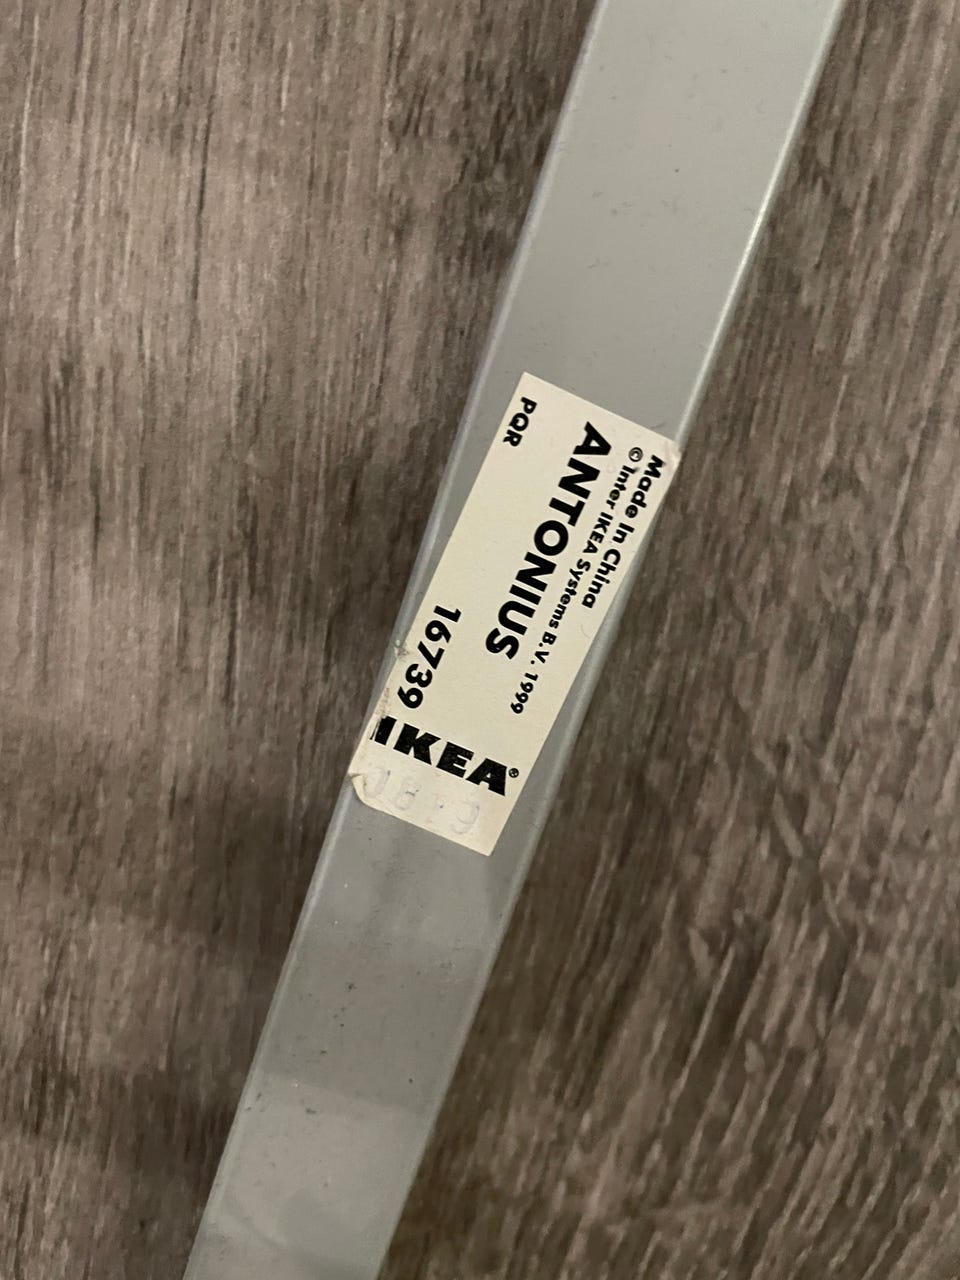 Made In China
© Inter IKEA Systems B.V. 1999
ANTONIUS
PQR
16739
IKEA®